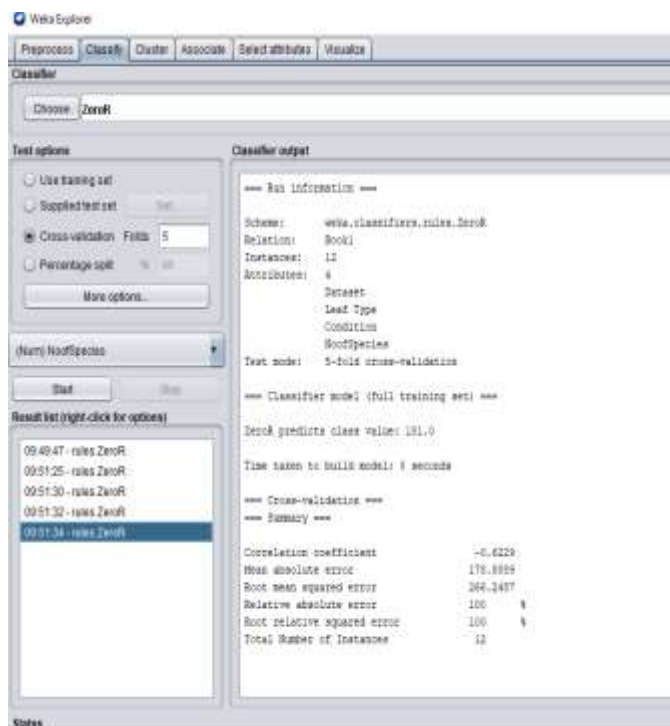 Weka Explorer
Preprocess Classify Cluster Associate Select attributes Visualize
Classifier
Choose ZeroR
Test options
Use training set
Supplied test set Set...
Cross-validation Folds 5
Percentage split %
More options...
(Num) NoofSpecies
Start Stop
Result list (right-click for options)
09:49:47 - rules.ZeroR
09:51:25 - rules.ZeroR
09:51:30 - rules.ZeroR
09:51:32 - rules.ZeroR
09:51:34 - rules.ZeroR
Classifier output
=== Run information ===
Scheme: weka.classifiers.rules.ZeroR
Relation: Book1
Instances: 12
Attributes: 4
Dataset
Leaf Type
Condition
NoofSpecies
Test mode: 5-fold cross-validation
=== Classifier model (full training set) ===
ZeroR predicts class value: 191.0
Time taken to build model: 0 seconds
=== Cross-validation ===
=== Summary ===
Correlation coefficient -0.6229
Mean absolute error
Root mean squared error
Relative absolute error 100 %
Root relative squared error 100 %
Total Number of Instances 12
Status